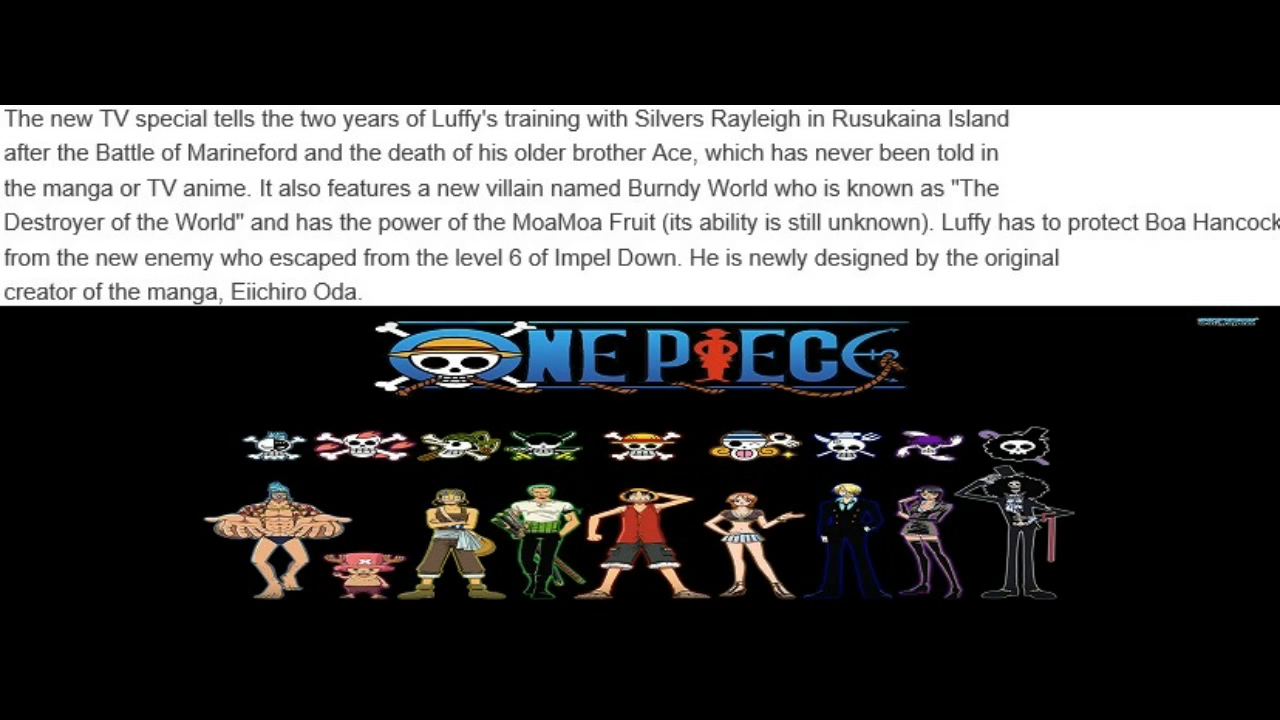 The new TV special tells the two years of Luffy's training with Silvers Rayleigh in Rusukaina Island
after the Battle of Marineford and the death of his older brother Ace, which has never been told in
the manga or TV anime. It also features a new villain named Burndy World who is known as "The
Destroyer of the World" and has the power of the MoaMoa Fruit (its ability is still unknown). Luffy has to protect Boa Hancock
from the new enemy who escaped from the level 6 of Impel Down. He is newly designed by the original
creator of the manga, Eiichiro Oda.
ONE PIECE